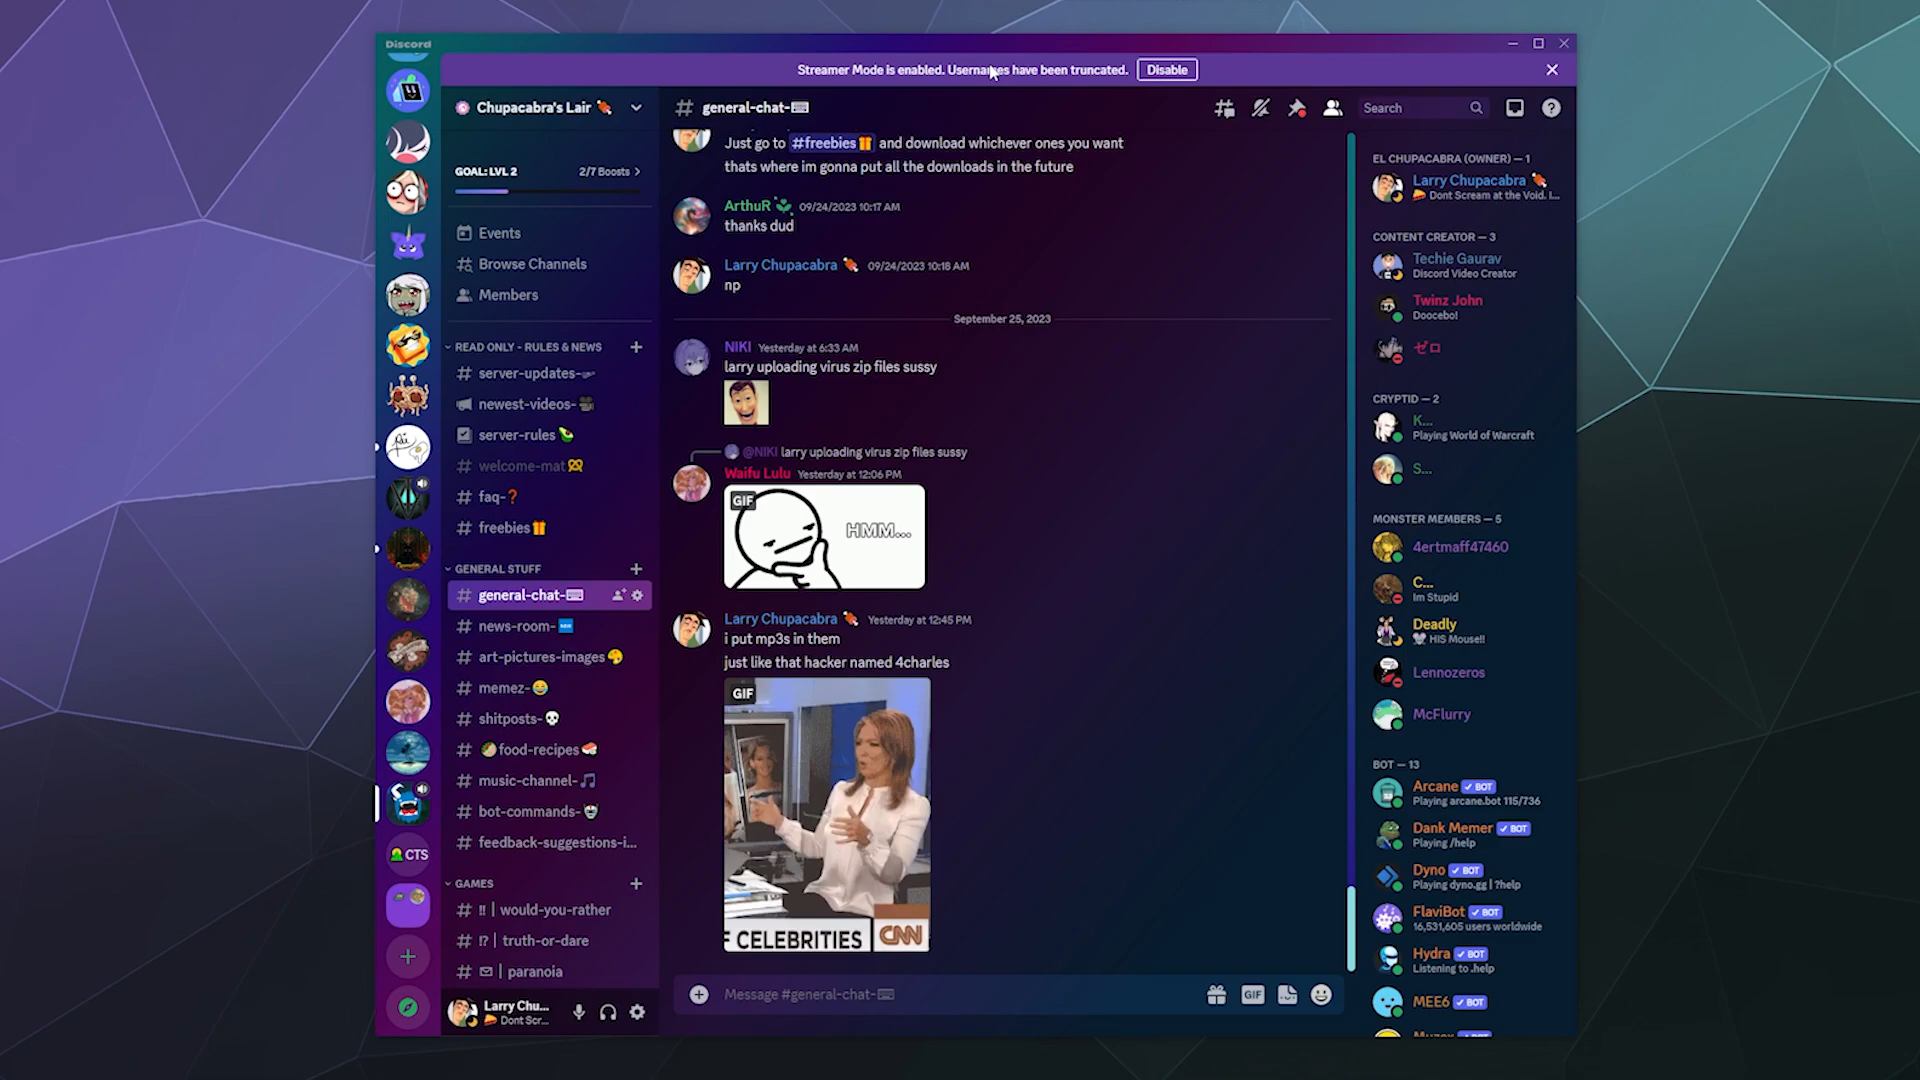 Discord
Streamer Mode is enabled. Usernames have been truncated.
Disable
Chupacabra's Lair
GOAL: LVL 2
2/7 Boosts
Events
Browse Channels
Members
READ ONLY - RULES & NEWS
server-updates-
newest-videos-
server-rules
welcome-mat
faq-❓
freebies
GENERAL STUFF
general-chat-
news-room-
art-pictures-images
memez-
shitposts-
food-recipes
music-channel-
bot-commands-
feedback-suggestions-i...
GAMES
‼ | would-you-rather
⁉ | truth-or-dare
| paranoia
CTS
Larry Chu...
Dont Scr...
general-chat-
Search
Just go to #freebies and download whichever ones you want
thats where im gonna put all the downloads in the future
ArthuR 09/24/2023 10:17 AM
thanks dud
Larry Chupacabra 09/24/2023 10:18 AM
np
September 25, 2023
NIKI Yesterday at 6:33 AM
larry uploading virus zip files sussy
@NIKI larry uploading virus zip files sussy
Waifu Lulu Yesterday at 12:06 PM
GIF
HMM...
Larry Chupacabra Yesterday at 12:45 PM
i put mp3s in them
just like that hacker named 4charles
GIF
F CELEBRITIES
CNN
Message #general-chat-
GIF
EL CHUPACABRA (OWNER) — 1
Larry Chupacabra
Dont Scream at the Void. I...
CONTENT CREATOR — 3
Techie Gaurav
Discord Video Creator
Twinz John
Doocebo!
ゼロ
CRYPTID — 2
K...
Playing World of Warcraft
S...
MONSTER MEMBERS — 5
4ertmaff47460
C...
Im Stupid
Deadly
HIS Mouse!!
Lennozeros
McFlurry
BOT — 13
Arcane BOT
Playing arcane.bot 115/736
Dank Memer BOT
Playing /help
Dyno BOT
Playing dyno.gg | ?help
FlaviBot BOT
16,531,605 users worldwide
Hydra BOT
Listening to .help
MEE6 BOT